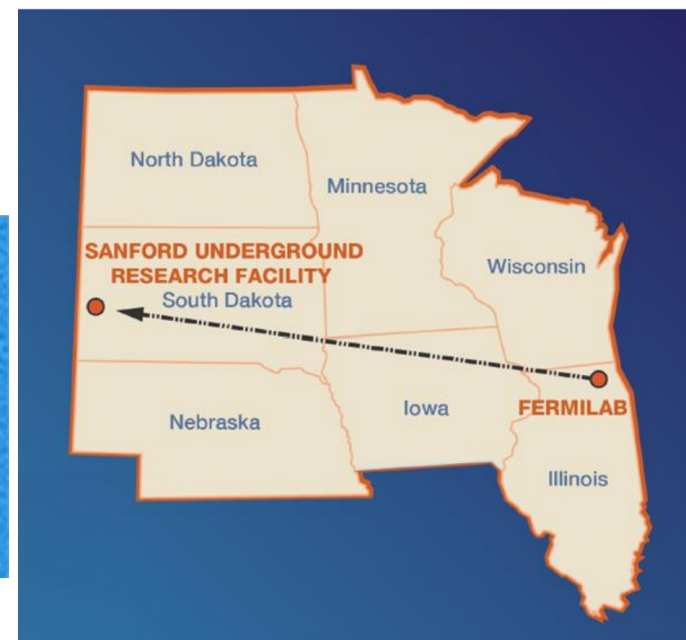 North Dakota
Minnesota
SANFORD UNDERGROUND
RESEARCH FACILITY
South Dakota
Wisconsin
Nebraska
Iowa
FERMILAB
Illinois